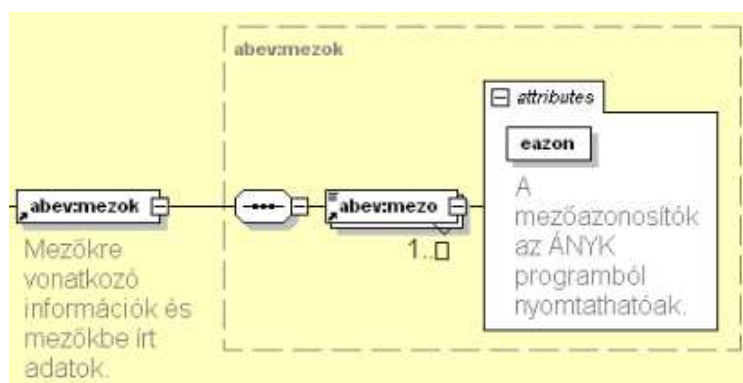 abev:mezok
attributes
eazon
abev:mezok
abev:mezo
1..
A
mezőazonosítók
az ÁNYK
programból
nyomtathatóak.
Mezőkre
vonatkozó
információk és
mezőkbe írt
adatok.